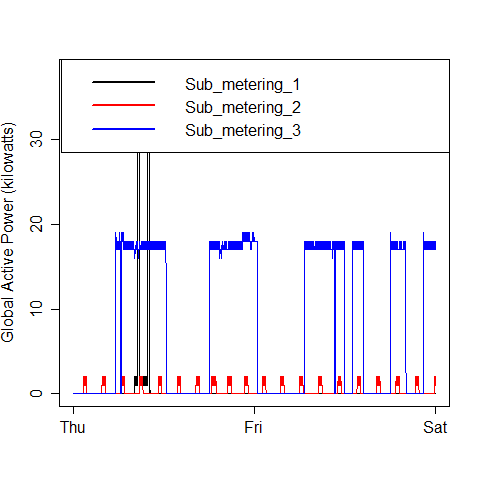 Sub_metering_1
Sub_metering_2
Sub_metering_3
Global Active Power (kilowatts)
30
20
10
0
Thu Fri Sat